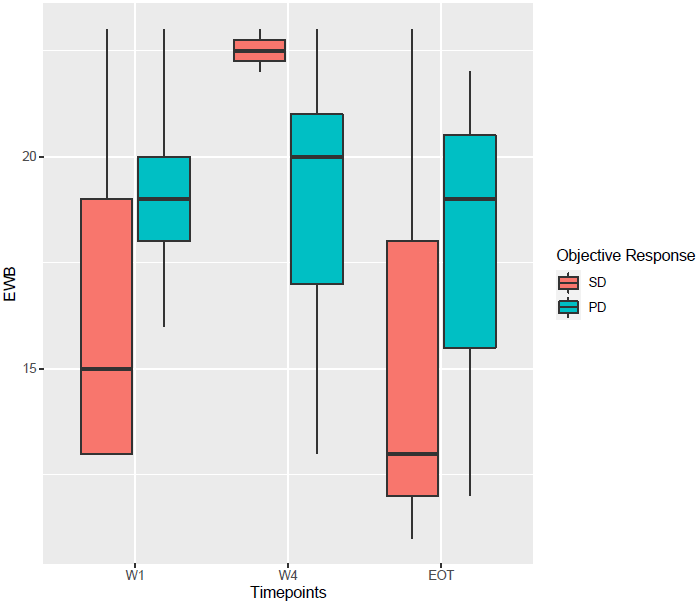 EWB
20
15
W1
W4
EOT
Timepoints
Objective Response
SD
PD